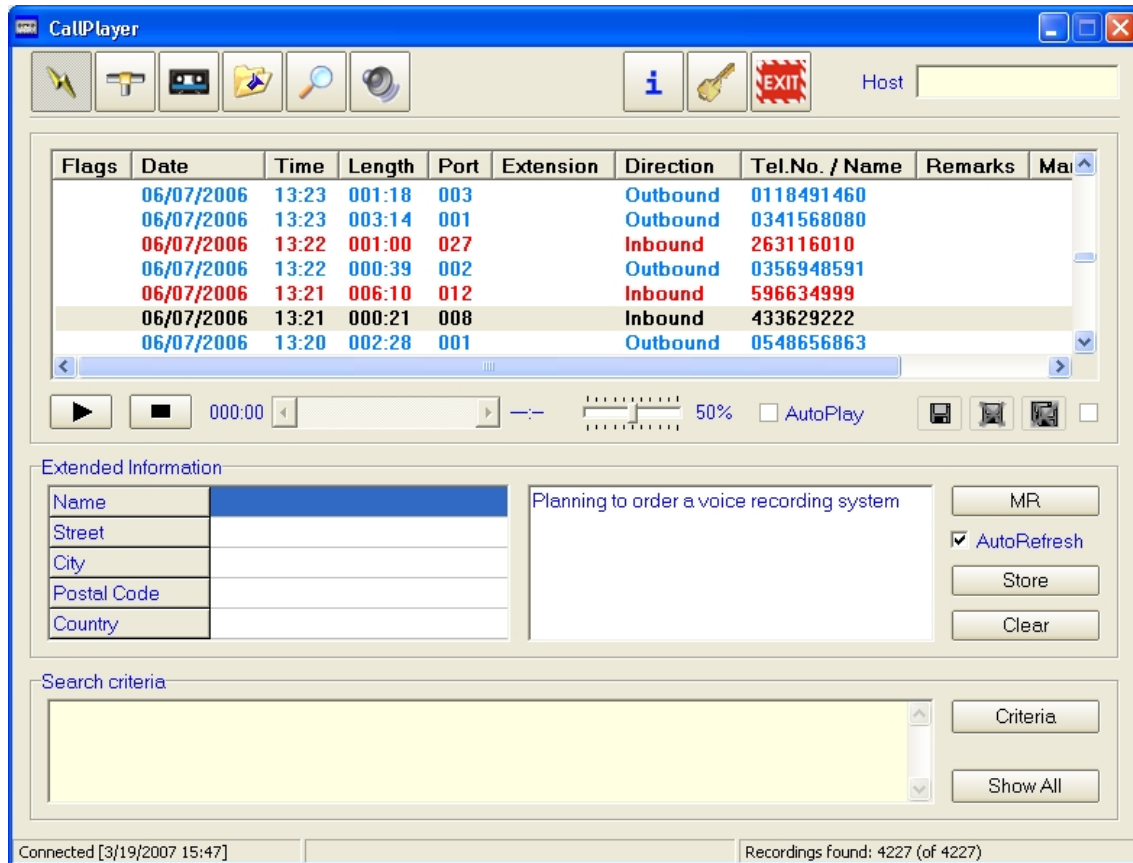 CallPlayer
i EXIT Host
Flags Date Time Length Port Extension Direction Tel.No. / Name Remarks
06/07/2006 13:23 001:18 003 Outbound 0118491460
06/07/2006 13:23 003:14 001 Outbound 0341568080
06/07/2006 13:22 001:00 027 Inbound 263116010
06/07/2006 13:22 000:39 002 Outbound 0356948591
06/07/2006 13:21 006:10 012 Inbound 596634999
06/07/2006 13:21 000:21 008 Inbound 433629222
06/07/2006 13:20 002:28 001 Outbound 0548656863
000:00 —:— 50% AutoPlay
Extended Information
Name Planning to order a voice recording system MR
Street AutoRefresh
City
Postal Code Store
Country Clear
Search criteria
Criteria
Show All
Connected [3/19/2007 15:47] Recordings found: 4227 (of 4227)